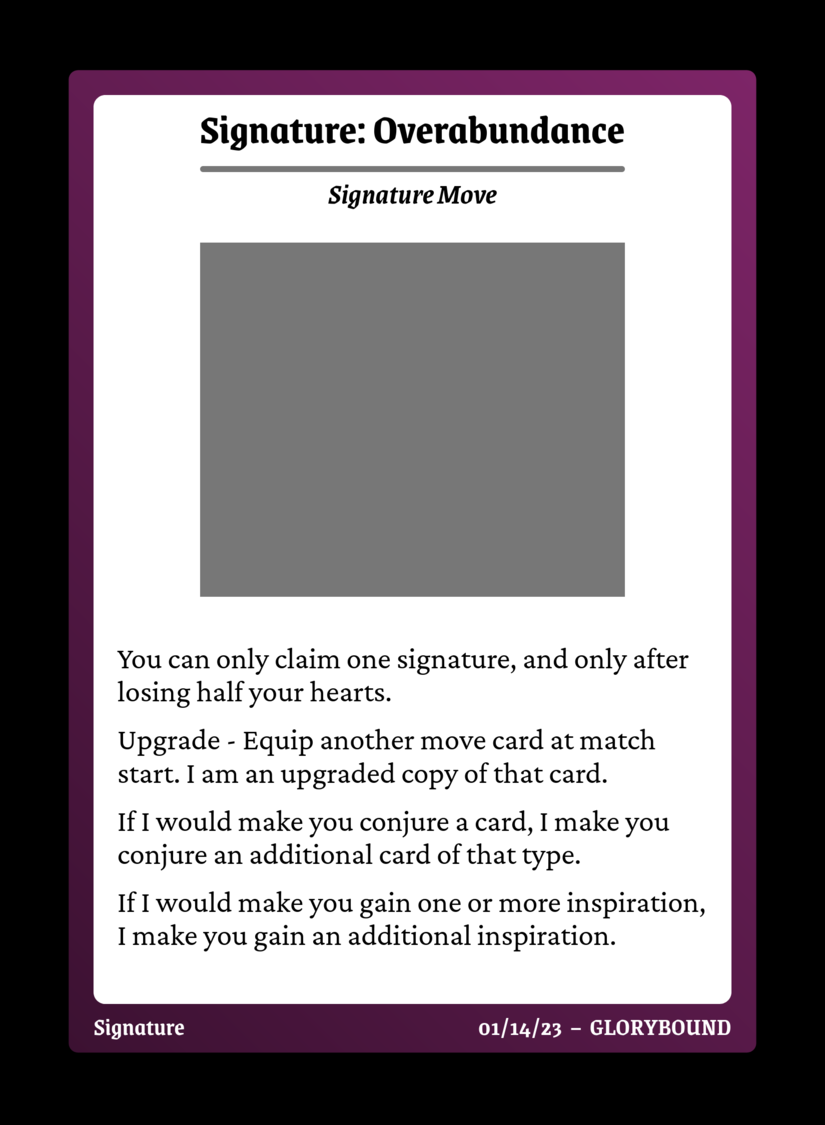 Signature: Overabundance
Signature Move
You can only claim one signature, and only after
losing half your hearts.
Upgrade - Equip another move card at match
start. I am an upgraded copy of that card.
If I would make you conjure a card, I make you
conjure an additional card of that type.
If I would make you gain one or more inspiration,
I make you gain an additional inspiration.
Signature
01/14/23 – GLORYBOUND